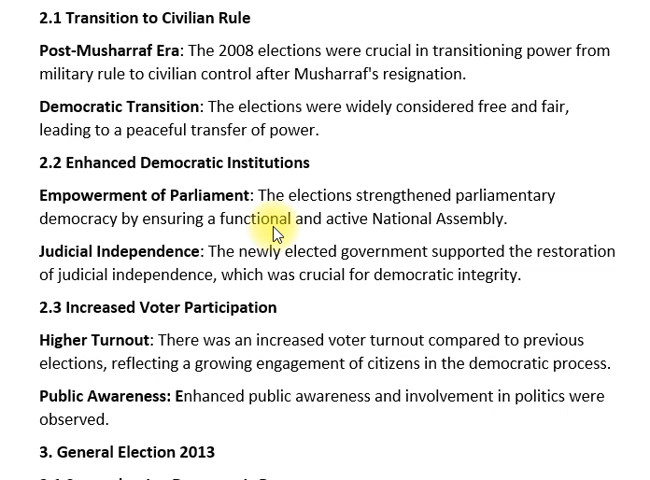 2.1 Transition to Civilian Rule
Post-Musharraf Era: The 2008 elections were crucial in transitioning power from
military rule to civilian control after Musharraf's resignation.
Democratic Transition: The elections were widely considered free and fair,
leading to a peaceful transfer of power.
2.2 Enhanced Democratic Institutions
Empowerment of Parliament: The elections strengthened parliamentary
democracy by ensuring a functional and active National Assembly.
Judicial Independence: The newly elected government supported the restoration
of judicial independence, which was crucial for democratic integrity.
2.3 Increased Voter Participation
Higher Turnout: There was an increased voter turnout compared to previous
elections, reflecting a growing engagement of citizens in the democratic process.
Public Awareness: Enhanced public awareness and involvement in politics were
observed.
3. General Election 2013